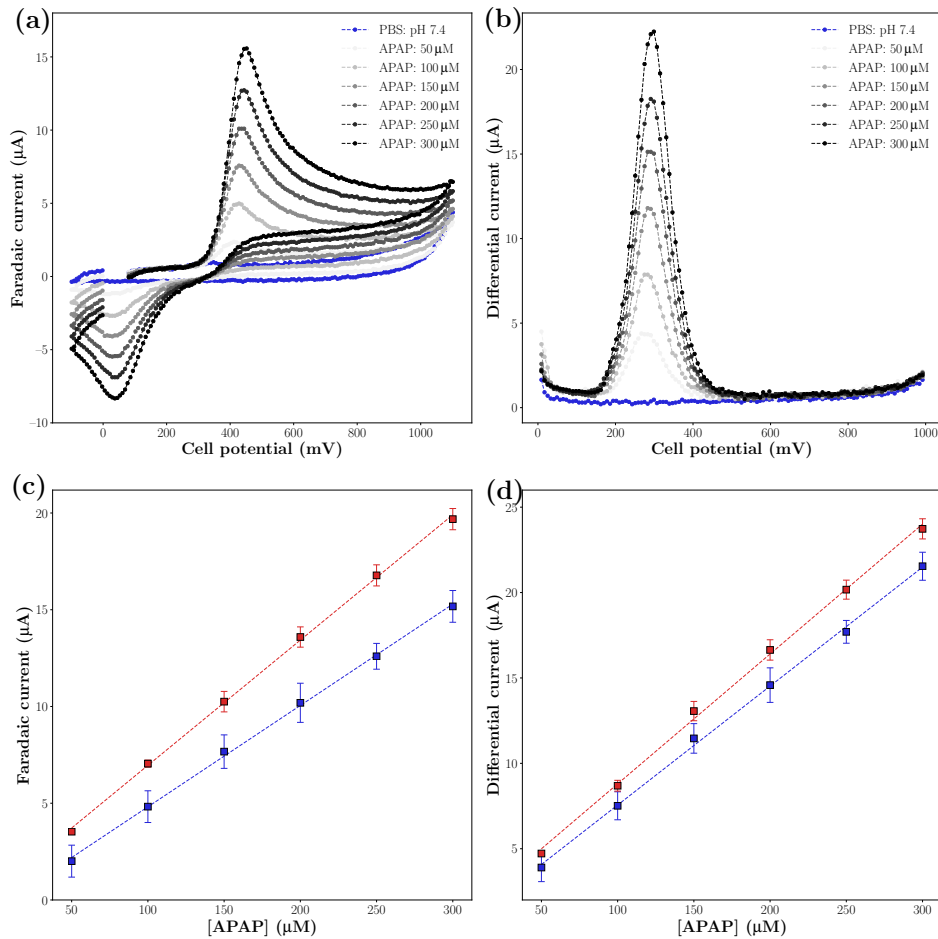 (a)
PBS: pH 7.4
APAP: 50 μM
APAP: 100 μM
APAP: 150 μM
APAP: 200 μM
APAP: 250 μM
APAP: 300 μM
15
10
5
0
−5
−10
Faradaic current (μA)
0 200 400 600 800 1000
Cell potential (mV)
(b)
PBS: pH 7.4
APAP: 50 μM
APAP: 100 μM
APAP: 150 μM
APAP: 200 μM
APAP: 250 μM
APAP: 300 μM
20
15
10
5
0
Differential current (μA)
0 200 400 600 800 1000
Cell potential (mV)
(c)
20
15
10
5
0
Faradaic current (μA)
50 100 150 200 250 300
[APAP] (μM)
(d)
25
20
15
10
5
Differential current (μA)
50 100 150 200 250 300
[APAP] (μM)